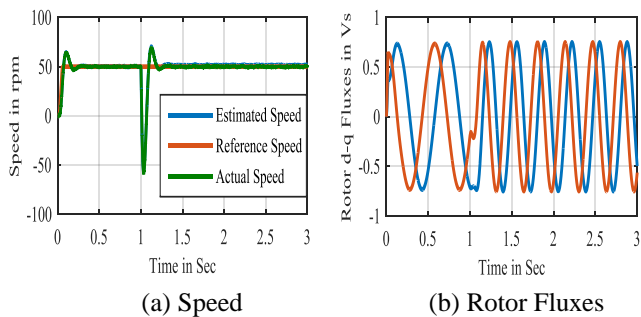 Speed in rpm
100
50
0
-50
-100
Estimated Speed
Reference Speed
Actual Speed
0 0.5 1 1.5 2 2.5 3
Time in Sec
(a) Speed
Rotor d-q Fluxes in Vs
1
0.5
0
-0.5
-1
0 0.5 1 1.5 2 2.5 3
Time in Sec
(b) Rotor Fluxes